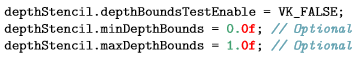 depthStencil.depthBoundsTestEnable = VK_FALSE;
depthStencil.minDepthBounds = 0.0f; // Optional
depthStencil.maxDepthBounds = 1.0f; // Optional